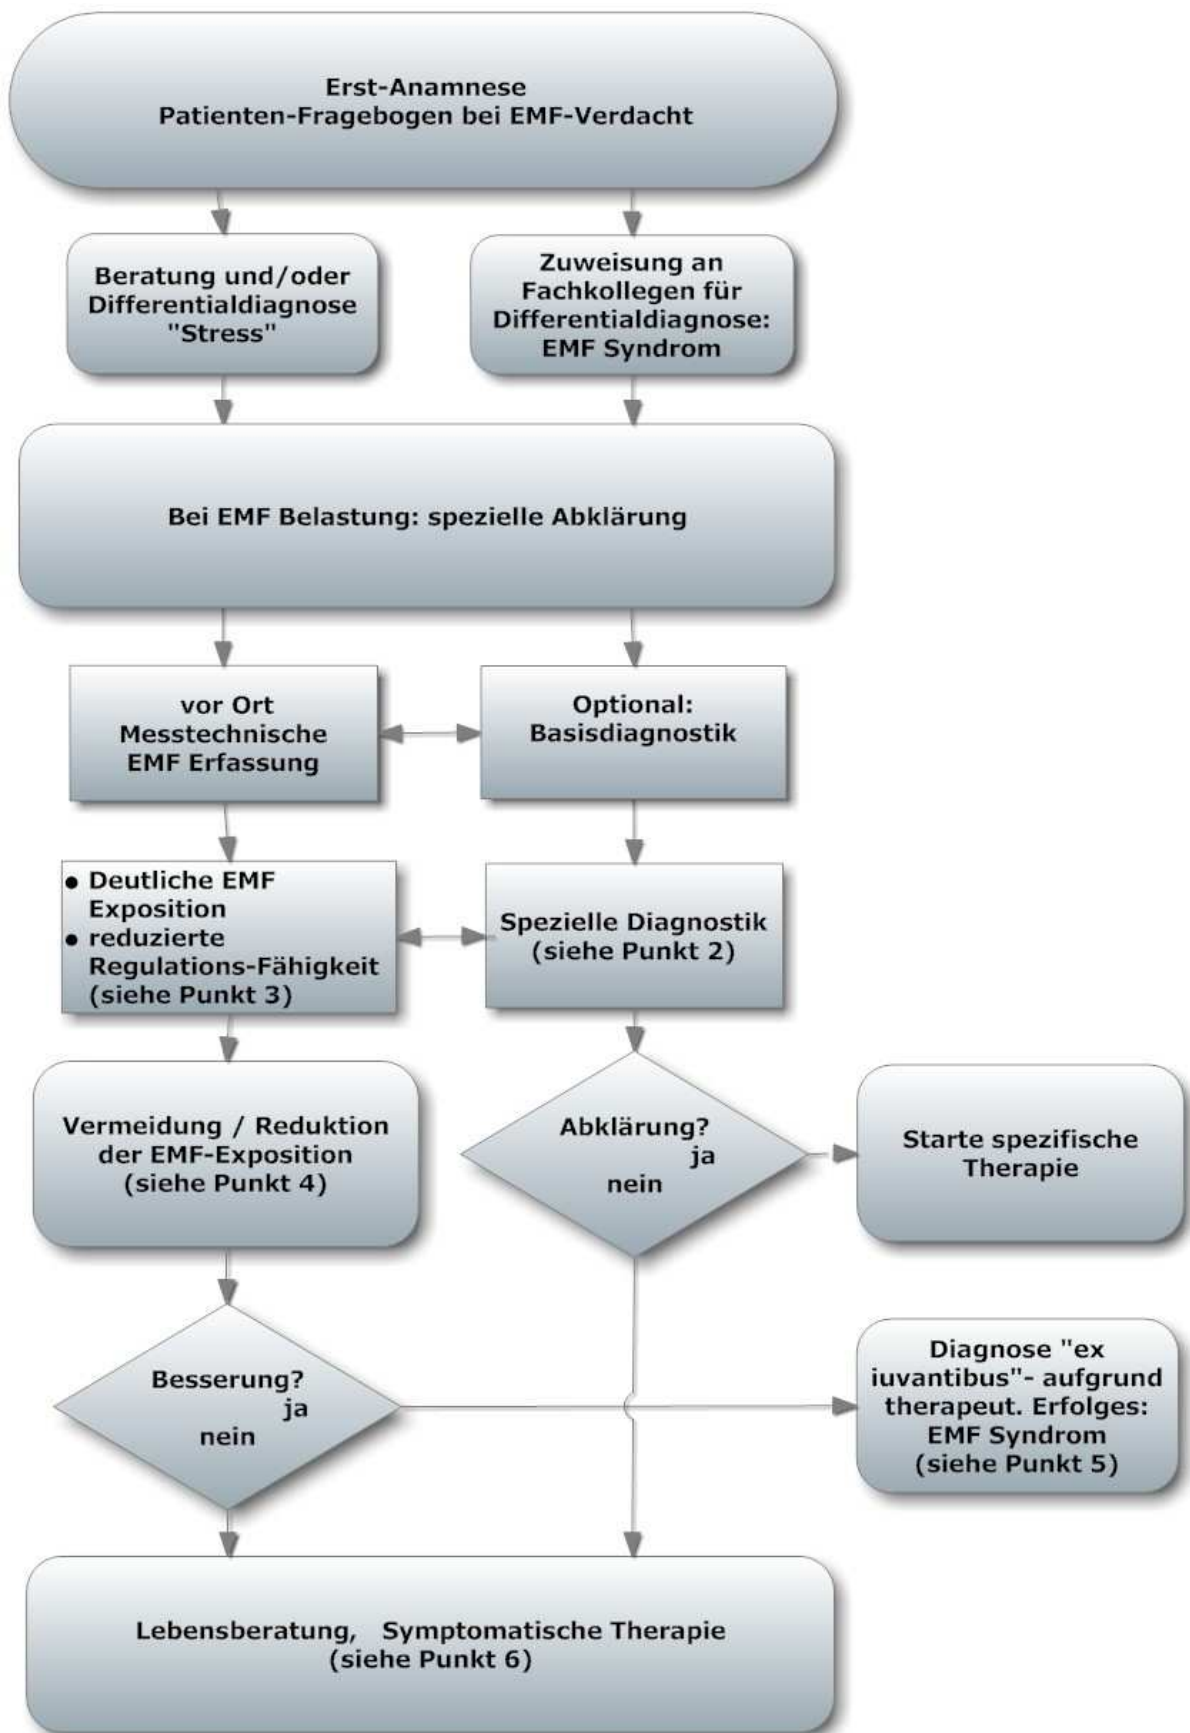 Erst-Anamnese
Patienten-Fragebogen bei EMF-Verdacht
Beratung und/oder
Differentialdiagnose
"Stress"
Zuweisung an
Fachkollegen für
Differentialdiagnose:
EMF Syndrom
Bei EMF Belastung: spezielle Abklärung
vor Ort
Messtechnische
EMF Erfassung
Optional:
Basisdiagnostik
• Deutliche EMF
Exposition
• reduzierte
Regulations-Fähigkeit
(siehe Punkt 3)
Spezielle Diagnostik
(siehe Punkt 2)
Vermeidung / Reduktion
der EMF-Exposition
(siehe Punkt 4)
Abklärung?
ja
nein
Starte spezifische
Therapie
Besserung?
ja
nein
Diagnose "ex
iuvantibus"- aufgrund
therapeut. Erfolges:
EMF Syndrom
(siehe Punkt 5)
Lebensberatung, Symptomatische Therapie
(siehe Punkt 6)